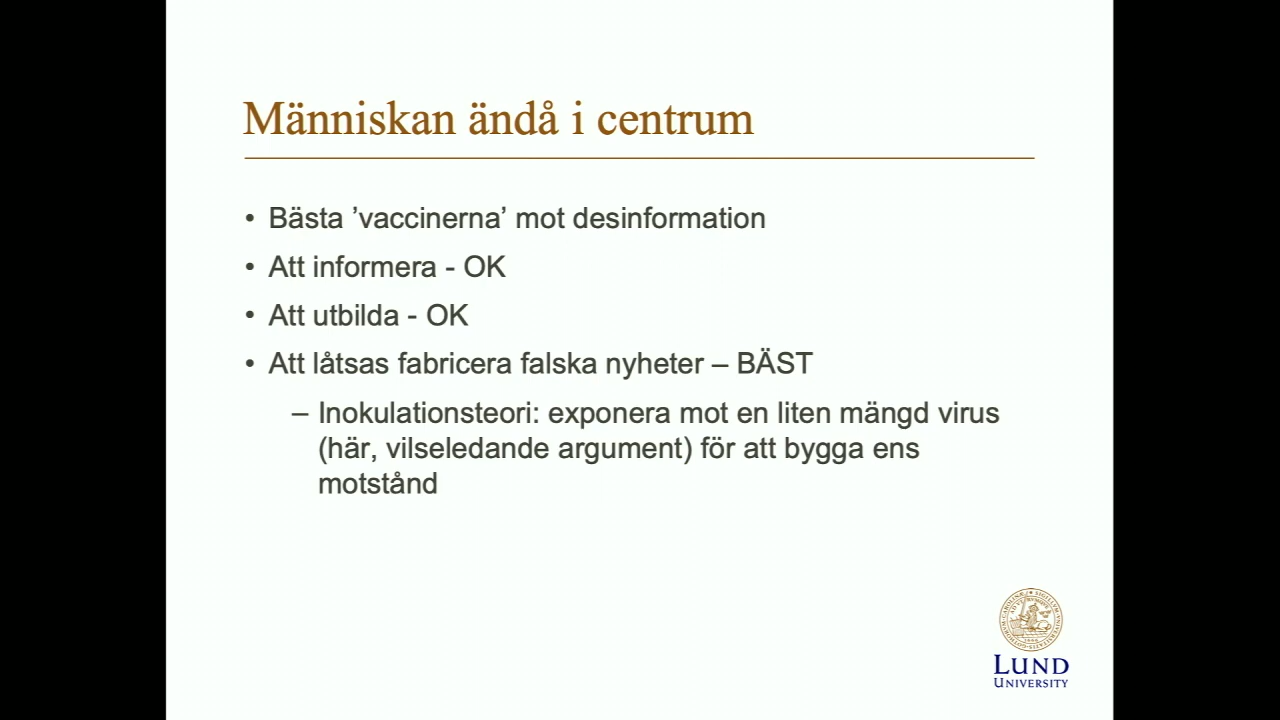 Människan ändå i centrum
• Bästa ’vaccinerna’ mot desinformation
• Att informera - OK
• Att utbilda - OK
• Att låtsas fabricera falska nyheter – BÄST
– Inokulationsteori: exponera mot en liten mängd virus
(här, vilseledande argument) för att bygga ens
motstånd
LUND
UNIVERSITY